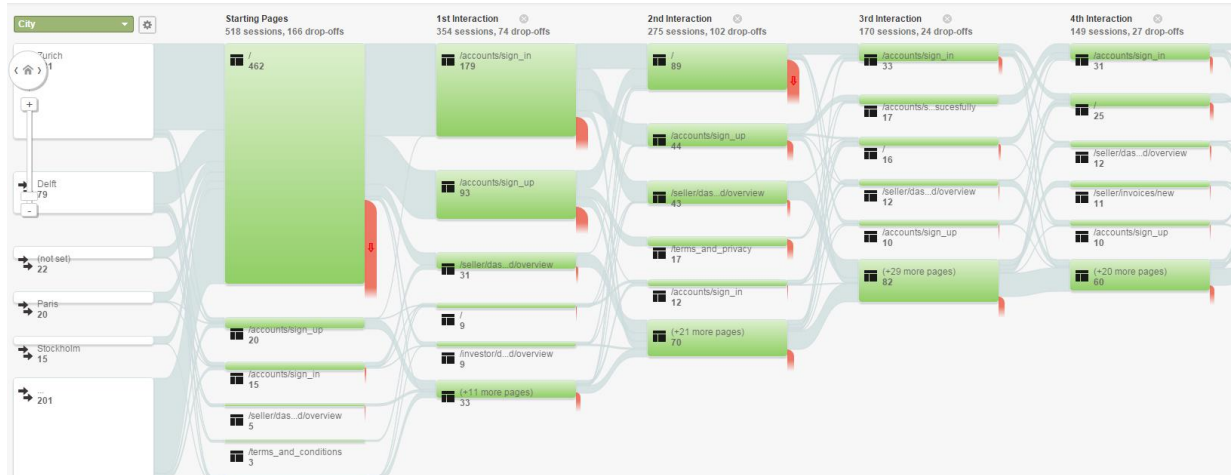 City
Starting Pages
518 sessions, 166 drop-offs
1st Interaction
354 sessions, 74 drop-offs
2nd Interaction
275 sessions, 102 drop-offs
3rd Interaction
170 sessions, 24 drop-offs
4th Interaction
149 sessions, 27 drop-offs
+
-
Delft
79
(not set)
22
Paris
20
Stockholm
15
...
201
/
462
/accounts/sign_up
20
/accounts/sign_in
15
/seller/das...d/overview
5
/terms_and_conditions
3
/accounts/sign_in
179
/accounts/sign_up
93
/seller/das...d/overview
31
/
9
/investor/d...d/overview
9
(+11 more pages)
33
/
89
/accounts/sign_up
44
/seller/das...d/overview
43
/terms_and_privacy
17
/accounts/sign_in
12
(+21 more pages)
70
/accounts/sign_in
33
/accounts/s...sucesfully
17
/
16
/seller/das...d/overview
12
/accounts/sign_up
10
(+29 more pages)
82
/accounts/sign_in
31
/
25
/seller/das...d/overview
12
/seller/invoices/new
11
/accounts/sign_up
10
(+20 more pages)
60